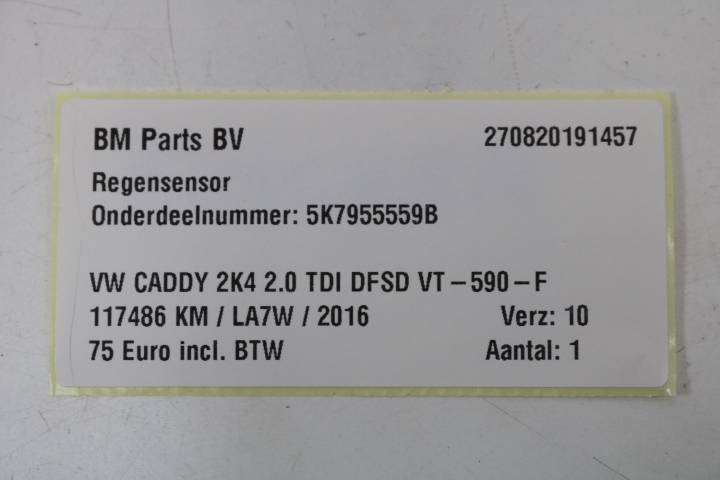 BM Parts BV 270820191457
Regensensor
Onderdeelnummer: 5K7955559B
VW CADDY 2K4 2.0 TDI DFSD VT-590-F
117486 KM / LA7W / 2016 Verz: 10
75 Euro incl. BTW Aantal: 1